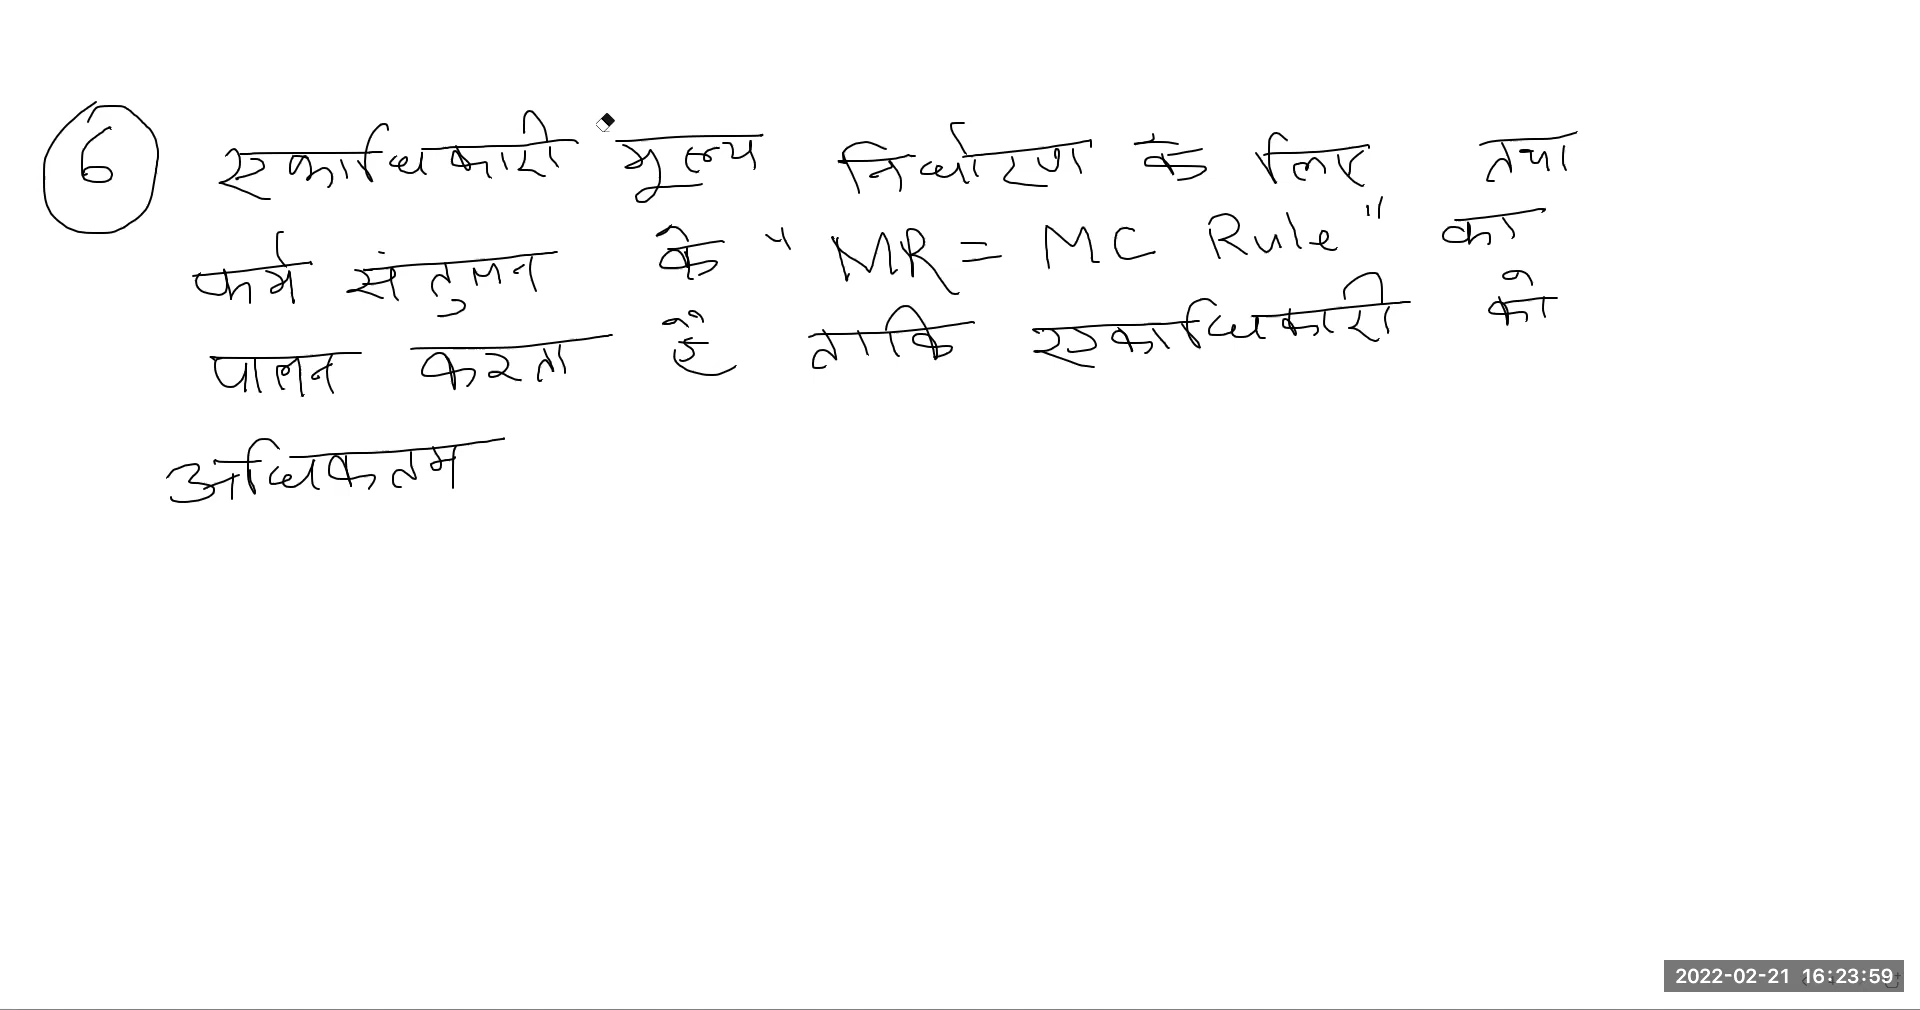 6 एकाधिकारी मूल्य निर्धारण के लिए तथा
फर्म संतुलन के "MR = MC Rule" का
पालन करता है ताकि एकाधिकारी को
अधिकतम
2022-02-21 16:23:59